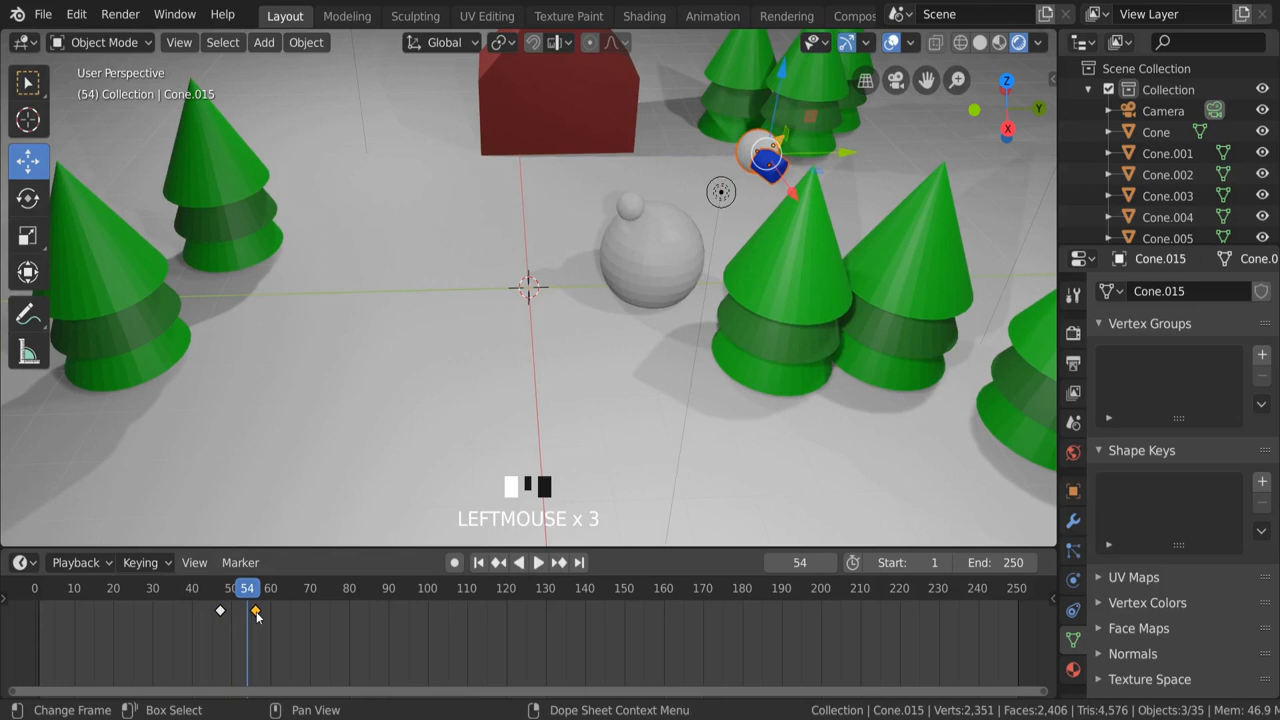 File Edit Render Window Help Layout Modeling Sculpting UV Editing Texture Paint Shading Animation Rendering Compos Scene View Layer
Object Mode View Select Add Object Global
User Perspective
(54) Collection | Cone.015
Z
Y
X
LEFTMOUSE x 3
Scene Collection
Collection
Camera
Cone
Cone.001
Cone.002
Cone.003
Cone.004
Cone.005
Cone.015 Cone.0
Cone.015
Vertex Groups
Shape Keys
UV Maps
Vertex Colors
Face Maps
Normals
Texture Space
Playback Keying View Marker 54 Start: 1 End: 250
0 10 20 30 40 50 54 60 70 80 90 100 110 120 130 140 150 160 170 180 190 200 210 220 230 240 250
Change Frame Box Select Pan View Dope Sheet Context Menu Collection | Cone.015 | Verts:2,351 | Faces:2,406 | Tris:4,576 | Objects:3/35 | Mem: 46.9 M